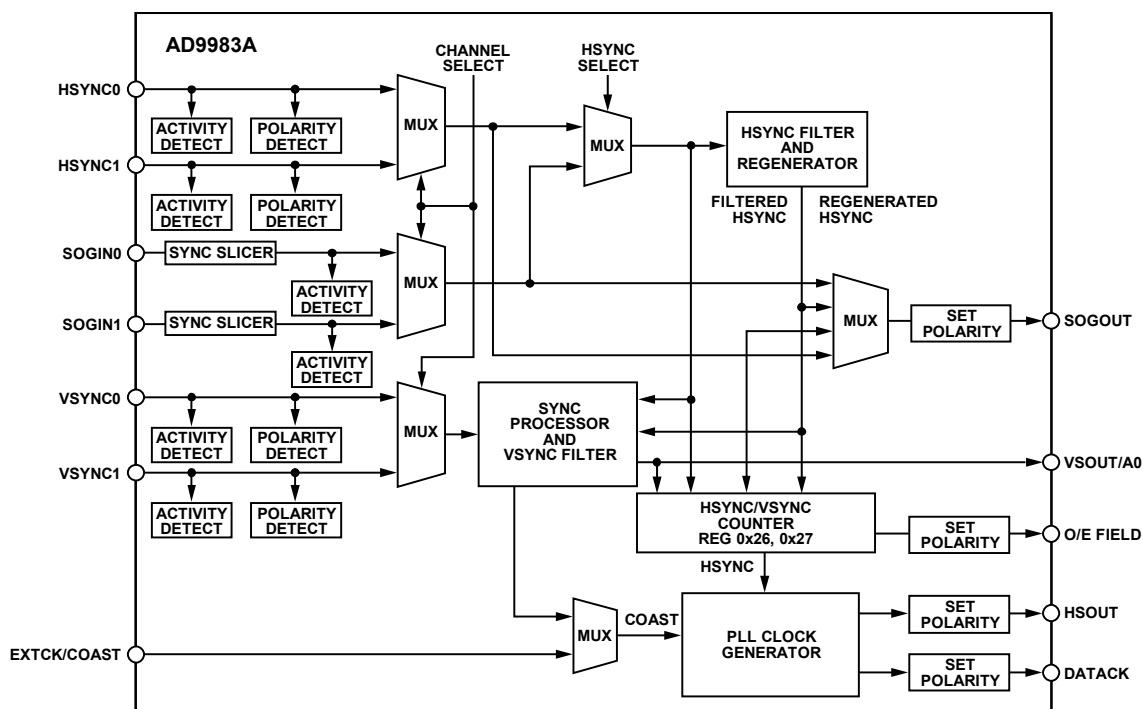 AD9983A
CHANNEL
SELECT
HSYNC
SELECT
HSYNC0
ACTIVITY
DETECT
POLARITY
DETECT
MUX
MUX
HSYNC FILTER
AND
REGENERATOR
HSYNC1
ACTIVITY
DETECT
POLARITY
DETECT
FILTERED
HSYNC
REGENERATED
HSYNC
SOGIN0
SYNC SLICER
ACTIVITY
DETECT
MUX
SOGIN1
SYNC SLICER
ACTIVITY
DETECT
MUX
SET
POLARITY
SOGOUT
VSYNC0
ACTIVITY
DETECT
POLARITY
DETECT
MUX
SYNC
PROCESSOR
AND
VSYNC FILTER
VSOUT/A0
VSYNC1
ACTIVITY
DETECT
POLARITY
DETECT
HSYNC/VSYNC
COUNTER
REG 0x26, 0x27
SET
POLARITY
O/E FIELD
HSYNC
EXTCK/COAST
MUX
COAST
PLL CLOCK
GENERATOR
SET
POLARITY
HSOUT
SET
POLARITY
DATACK